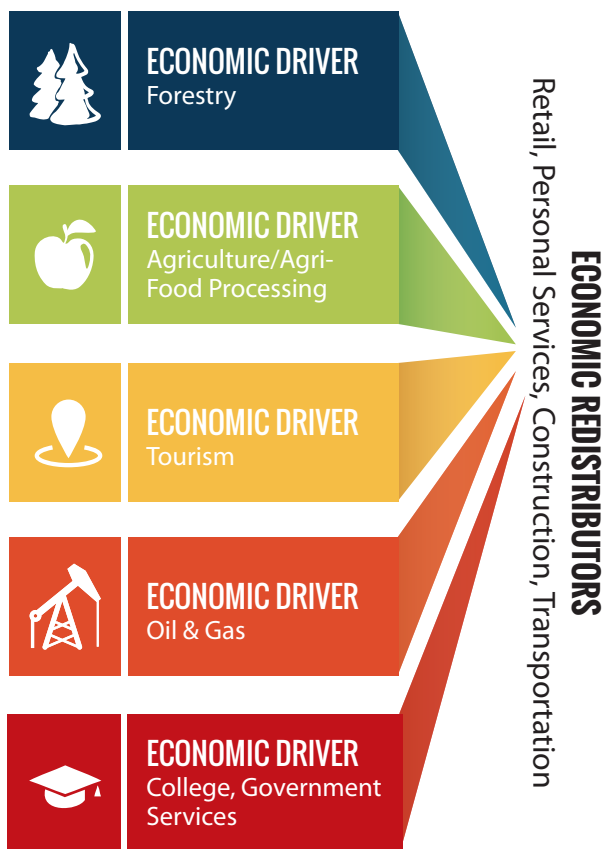 ECONOMIC DRIVER
Forestry
ECONOMIC DRIVER
Agriculture/Agri-
Food Processing
ECONOMIC DRIVER
Tourism
ECONOMIC DRIVER
Oil & Gas
ECONOMIC DRIVER
College, Government
Services
ECONOMIC REDISTRIBUTORS
Retail, Personal Services, Construction, Transportation